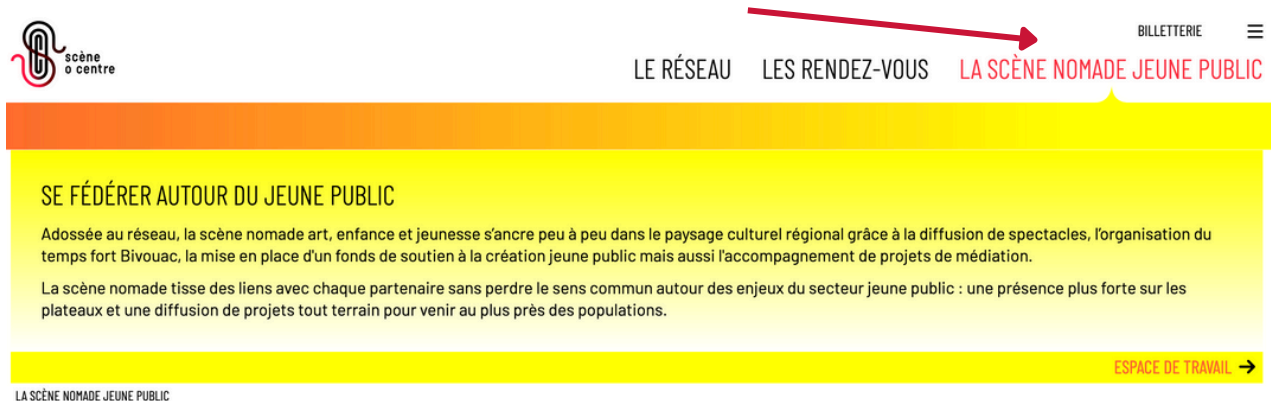 scène
o centre
BILLETTERIE
LE RÉSEAU LES RENDEZ-VOUS LA SCÈNE NOMADE JEUNE PUBLIC
SE FÉDÉRER AUTOUR DU JEUNE PUBLIC
Adossée au réseau, la scène nomade art, enfance et jeunesse s’ancre peu à peu dans le paysage culturel régional grâce à la diffusion de spectacles, l’organisation du
temps fort Bivouac, la mise en place d'un fonds de soutien à la création jeune public mais aussi l'accompagnement de projets de médiation.
La scène nomade tisse des liens avec chaque partenaire sans perdre le sens commun autour des enjeux du secteur jeune public : une présence plus forte sur les
plateaux et une diffusion de projets tout terrain pour venir au plus près des populations.
ESPACE DE TRAVAIL →
LA SCÈNE NOMADE JEUNE PUBLIC